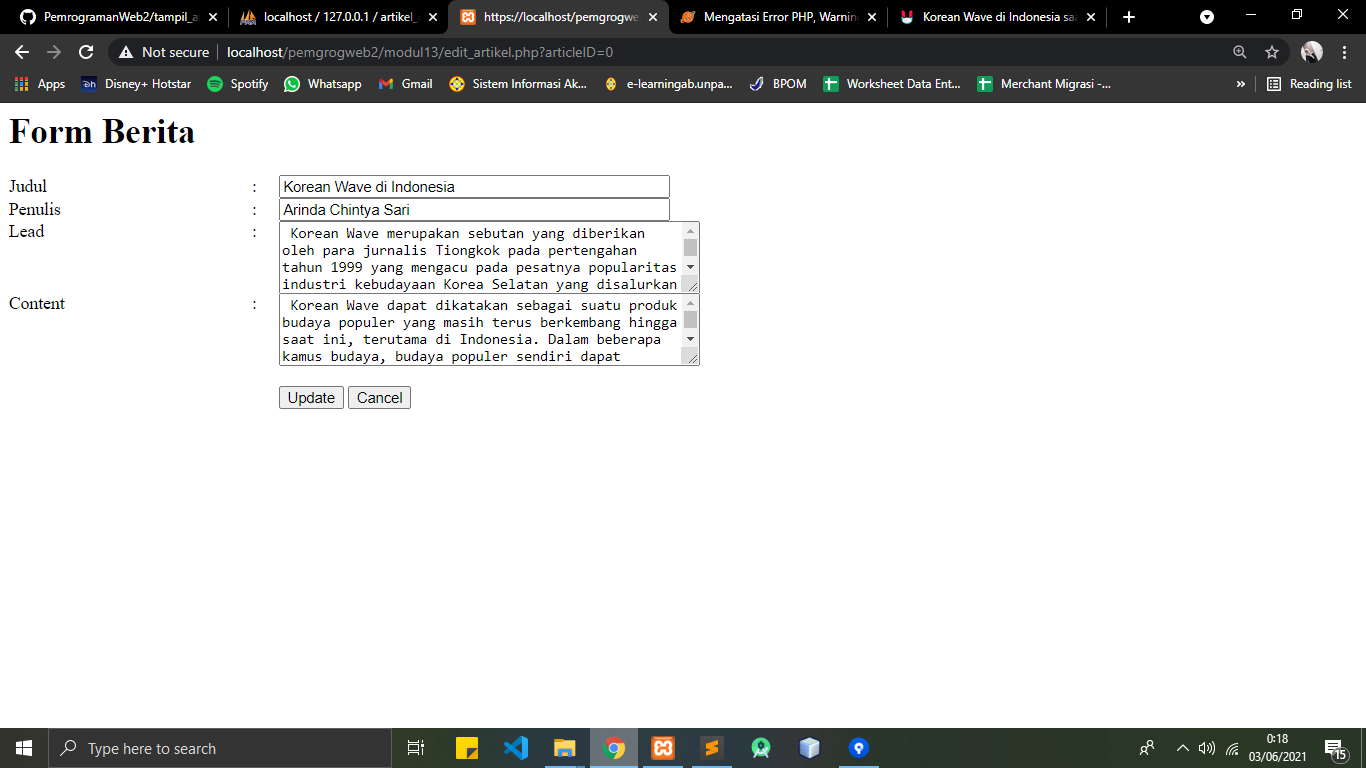 PemrogramanWeb2/tampil_a
localhost / 127.0.0.1 / artikel_
https://localhost/pemgrogwe
Mengatasi Error PHP, Warnin
Korean Wave di Indonesia sa
Not secure
localhost/pemgrogweb2/modul13/edit_artikel.php?articleID=0
Apps
Disney+ Hotstar
Spotify
Whatsapp
Gmail
Sistem Informasi Ak...
e-learningab.unpa...
BPOM
Worksheet Data Ent...
Merchant Migrasi -...
»
Reading list
Form Berita
Judul : Korean Wave di Indonesia
Penulis : Arinda Chintya Sari
Lead : Korean Wave merupakan sebutan yang diberikan
oleh para jurnalis Tiongkok pada pertengahan
tahun 1999 yang mengacu pada pesatnya popularitas
industri kebudayaan Korea Selatan yang disalurkan
Content : Korean Wave dapat dikatakan sebagai suatu produk
budaya populer yang masih terus berkembang hingga
saat ini, terutama di Indonesia. Dalam beberapa
kamus budaya, budaya populer sendiri dapat
Update Cancel
Type here to search
0:18
03/06/2021
15